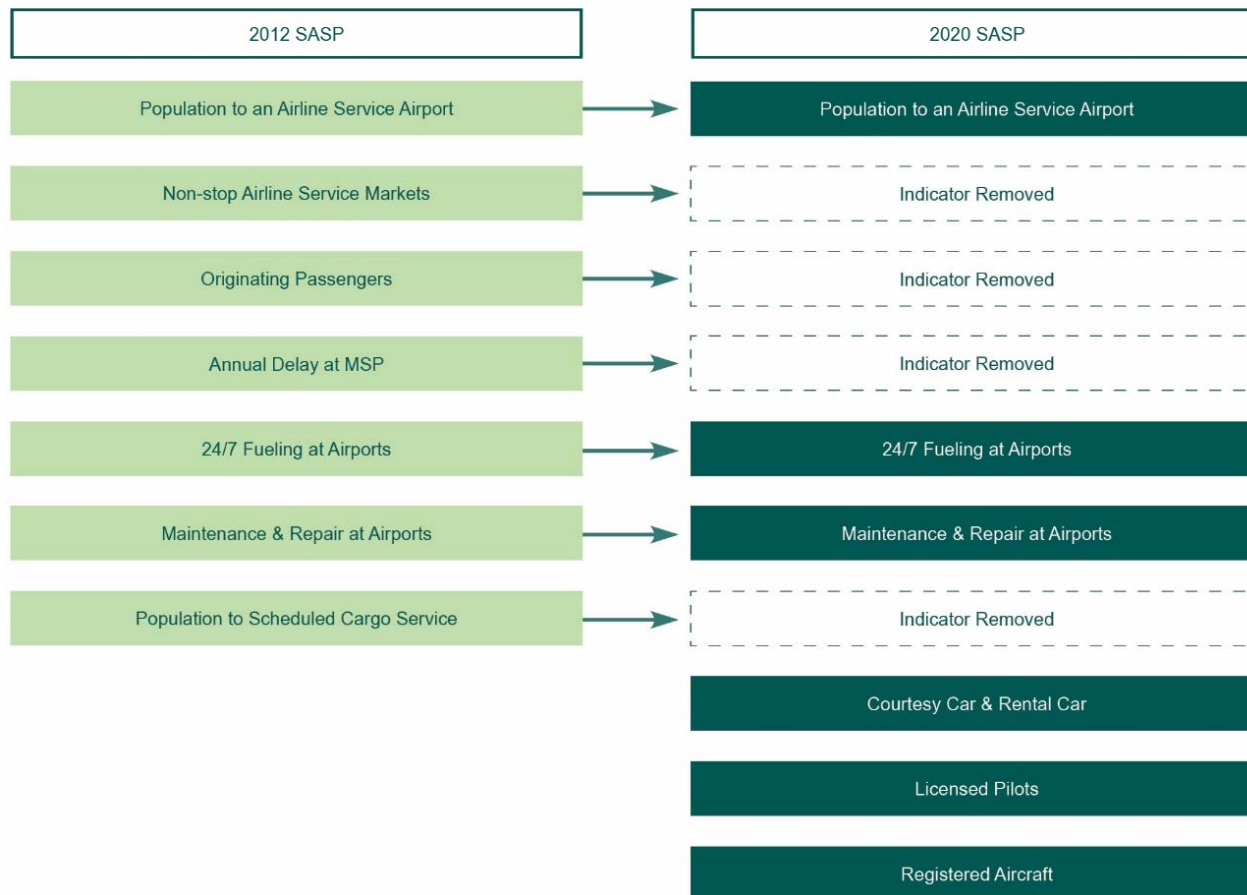 2012 SASP
2020 SASP
Population to an Airline Service Airport
Population to an Airline Service Airport
Non-stop Airline Service Markets
Indicator Removed
Originating Passengers
Indicator Removed
Annual Delay at MSP
Indicator Removed
24/7 Fueling at Airports
24/7 Fueling at Airports
Maintenance & Repair at Airports
Maintenance & Repair at Airports
Population to Scheduled Cargo Service
Indicator Removed
Courtesy Car & Rental Car
Licensed Pilots
Registered Aircraft